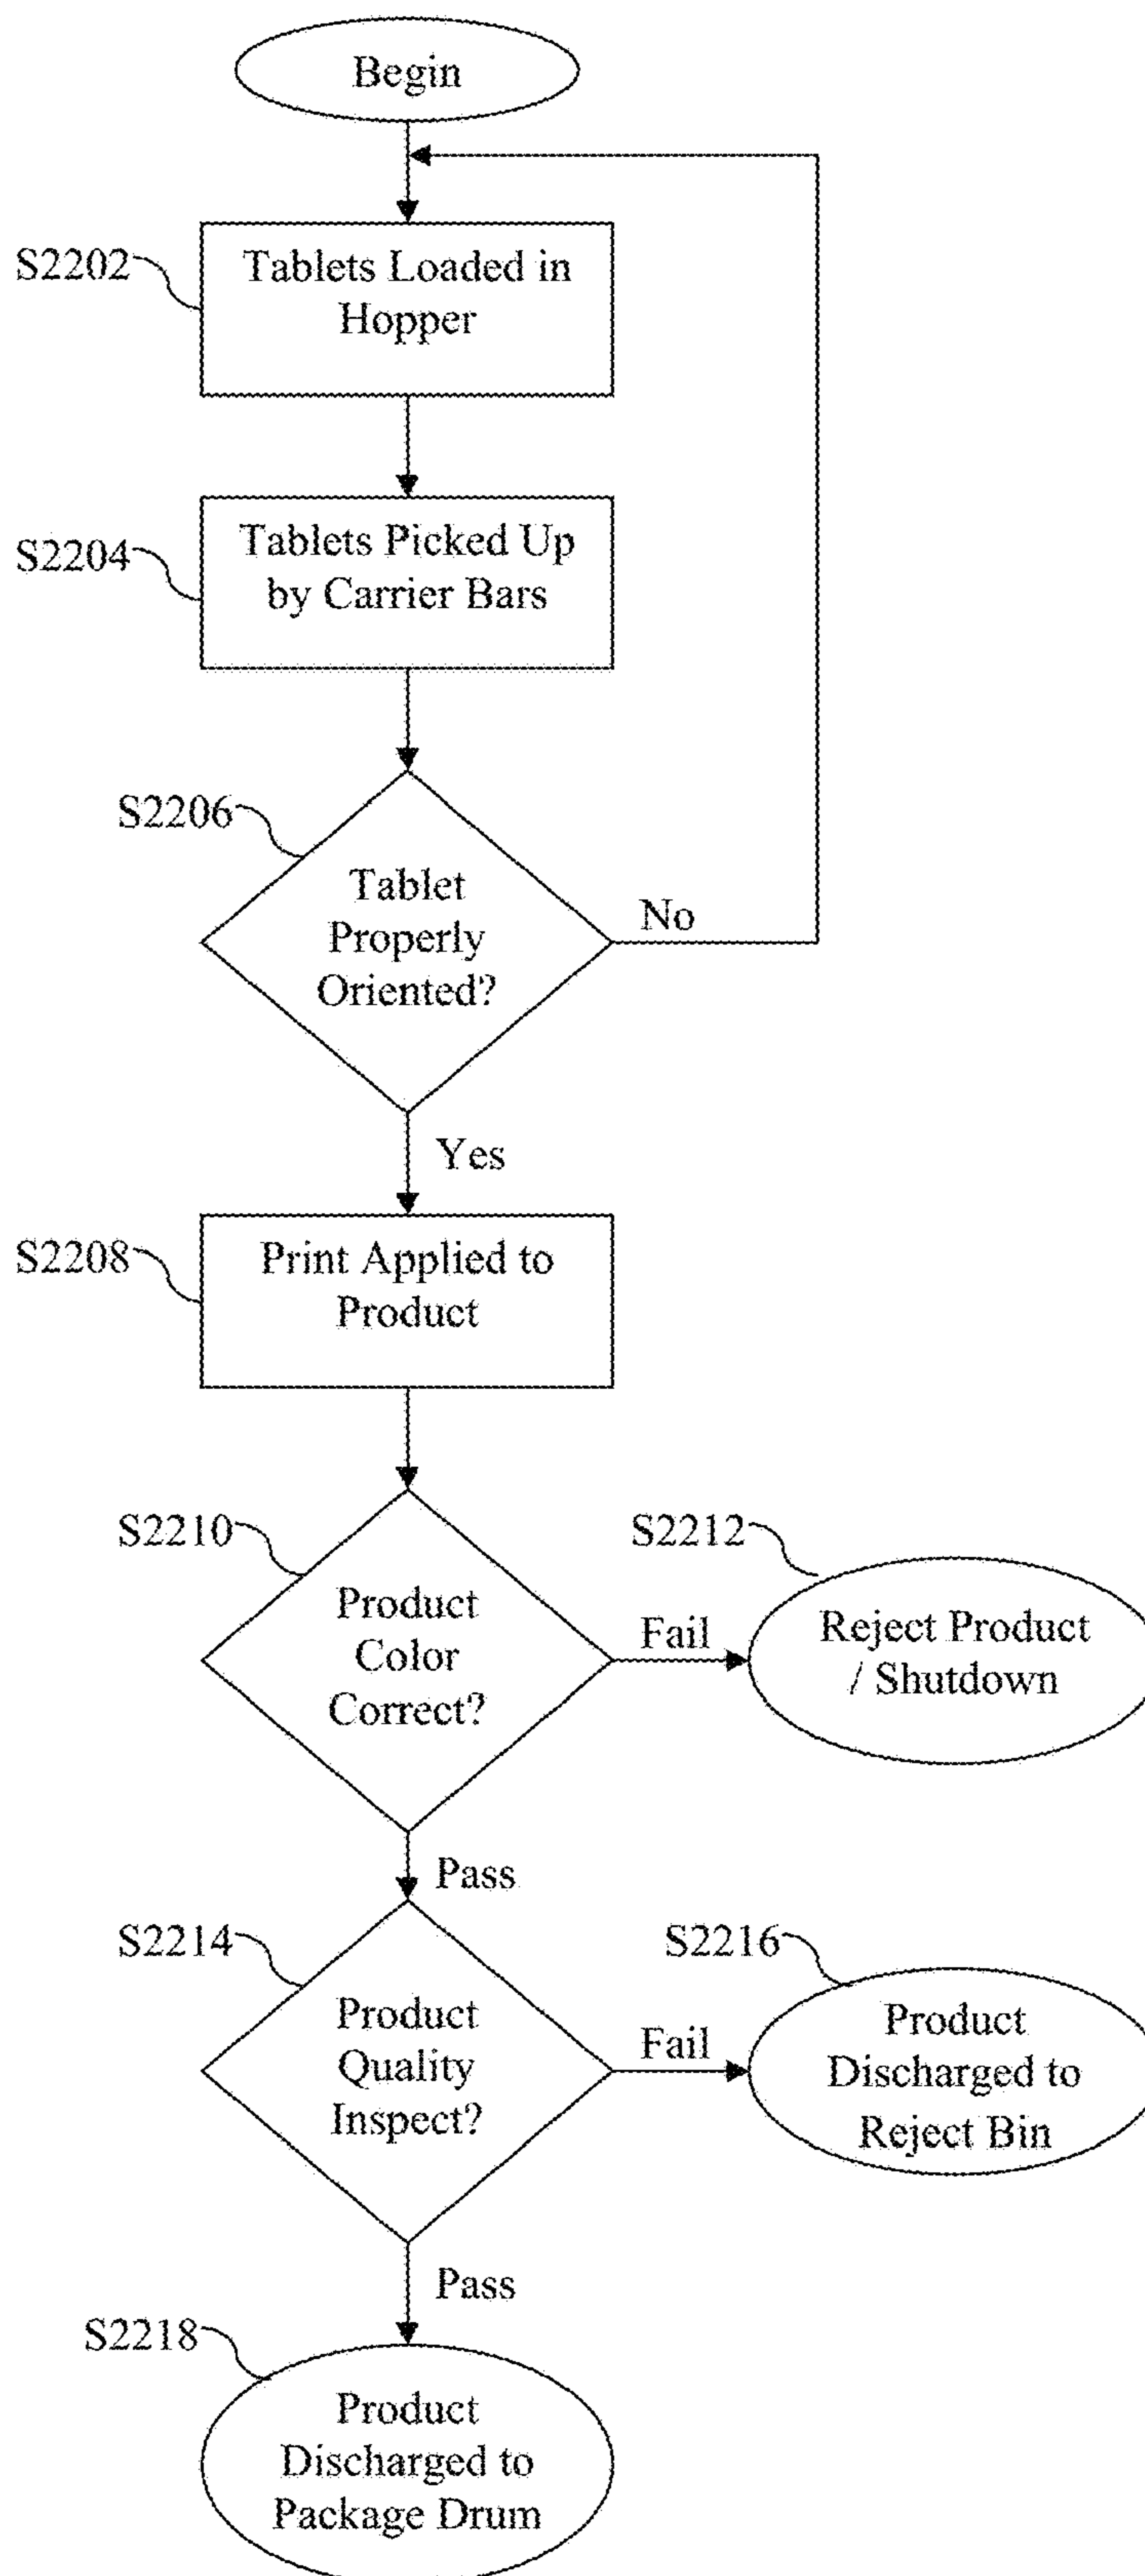 Begin
S2202
Tablets Loaded in
Hopper
S2204
Tablets Picked Up
by Carrier Bars
S2206
Tablet
Properly
Oriented?
No
Yes
S2208
Print Applied to
Product
S2210
Product
Color
Correct?
Fail
S2212
Reject Product
/ Shutdown
Pass
S2214
Product
Quality
Inspect?
Fail
S2216
Product
Discharged to
Reject Bin
Pass
S2218
Product
Discharged to
Package Drum